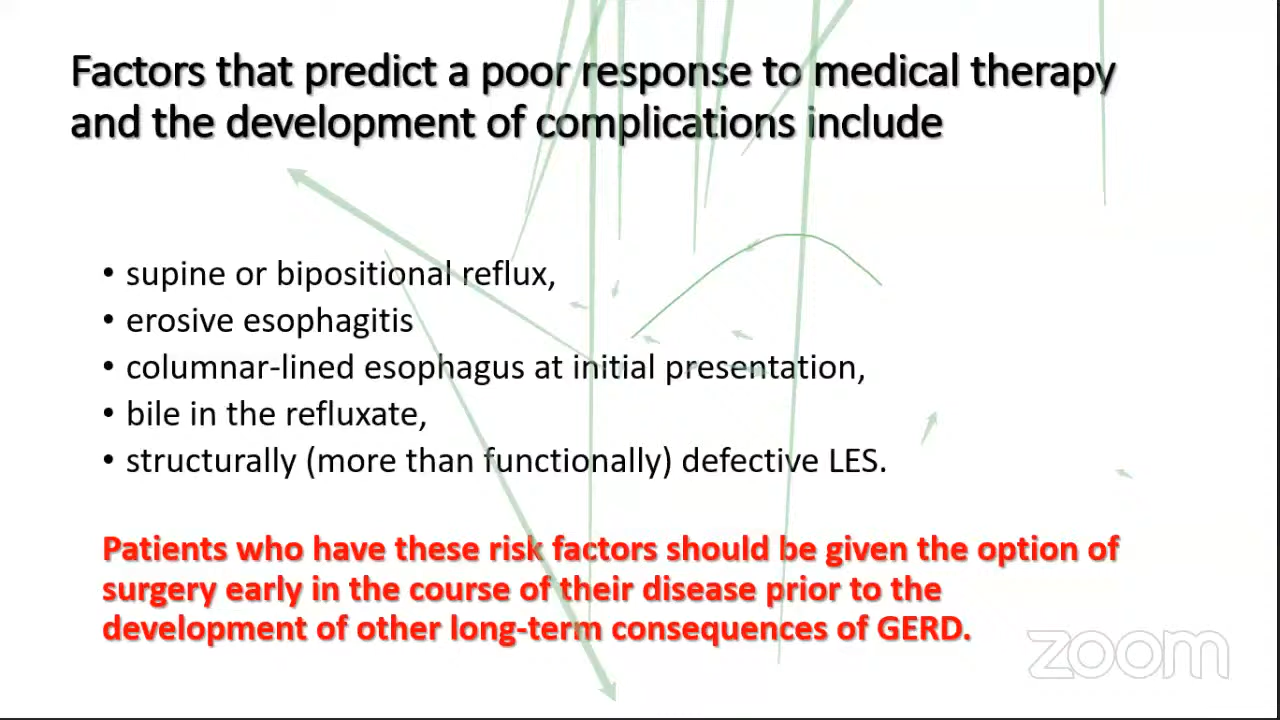 Factors that predict a poor response to medical therapy
and the development of complications include
• supine or bipositional reflux,
• erosive esophagitis
• columnar-lined esophagus at initial presentation,
• bile in the refluxate,
• structurally (more than functionally) defective LES.
Patients who have these risk factors should be given the option of
surgery early in the course of their disease prior to the
development of other long-term consequences of GERD.
zoom